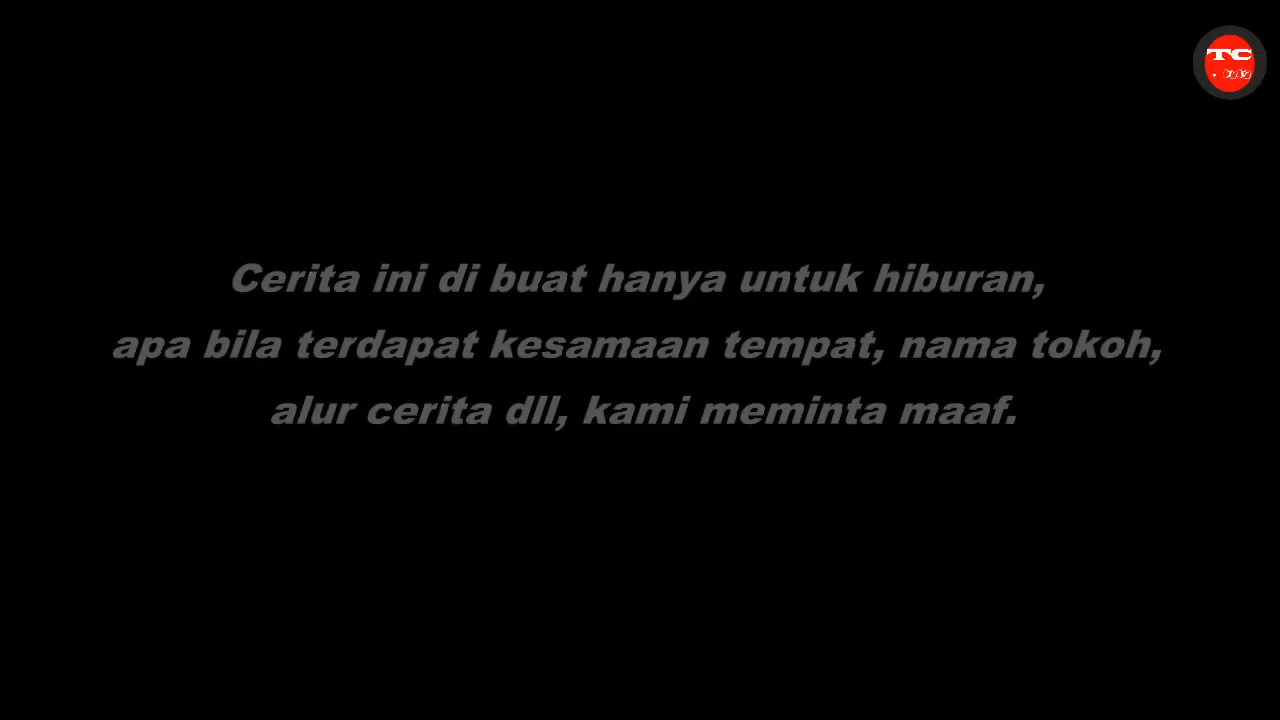 TC
Cerita ini di buat hanya untuk hiburan,
apa bila terdapat kesamaan tempat, nama tokoh,
alur cerita dll, kami meminta maaf.